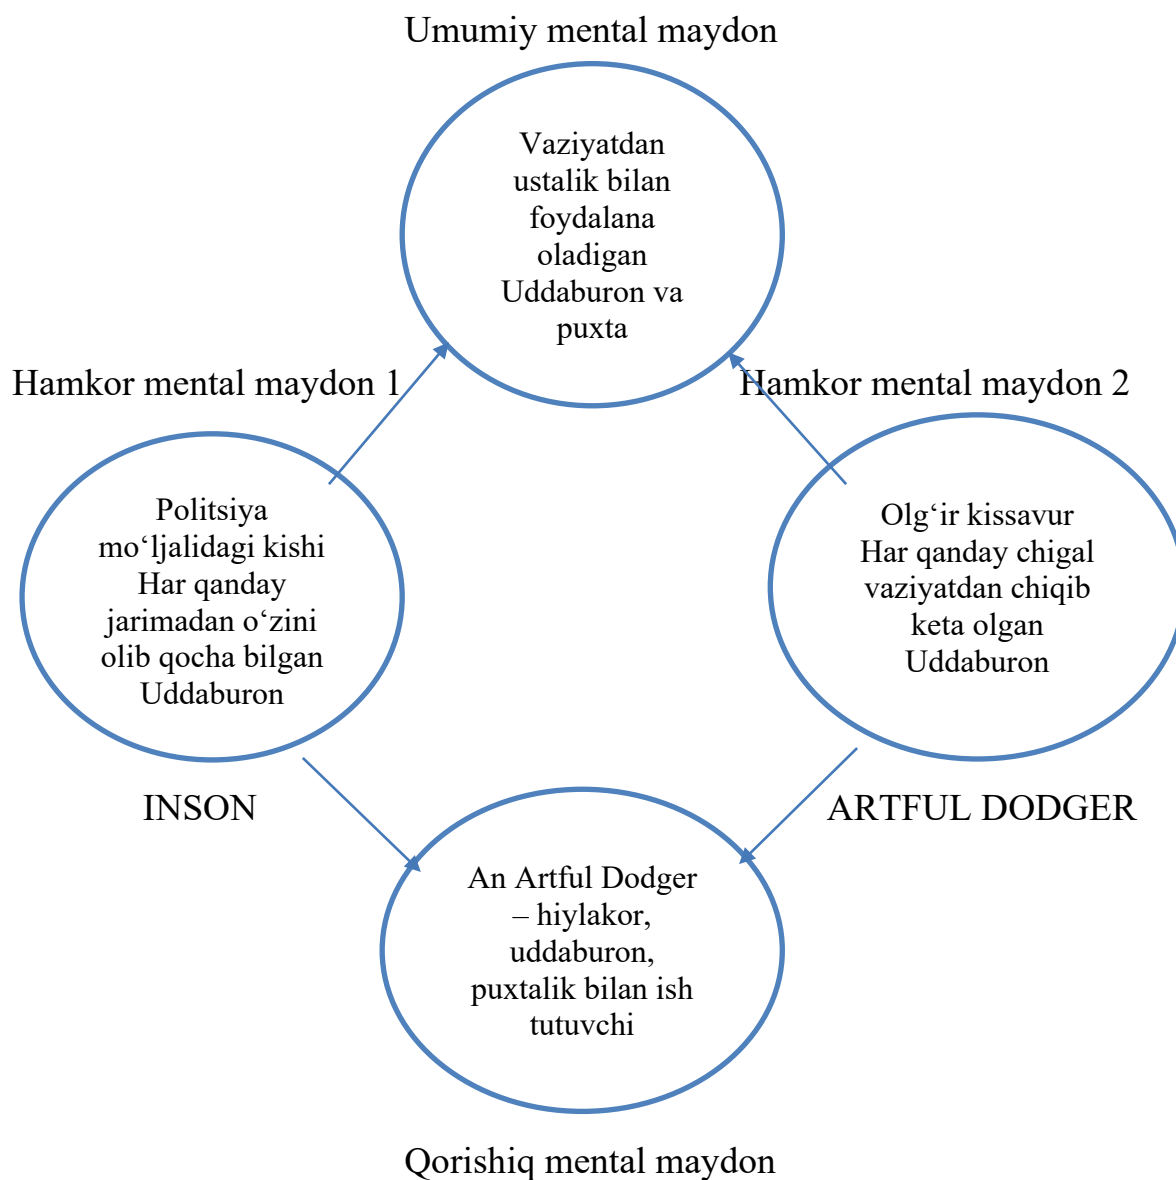 Umumiy mental maydon
Vaziyatdan
ustalik bilan
foydalana
oladigan
Uddaburon va
puxta
Hamkor mental maydon 1
Hamkor mental maydon 2
Politsiya
mo‘ljalidagi kishi
Har qanday
jarimadan o‘zini
olib qocha bilgan
Uddaburon
Olg‘ir kissavur
Har qanday chigal
vaziyatdan chiqib
keta olgan
Uddaburon
INSON
ARTFUL DODGER
An Artful Dodger
– hiylakor,
uddaburon,
puxtalik bilan ish
tutuvchi
Qorishiq mental maydon